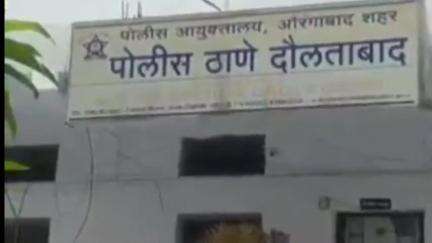 पोलीस आयुक्तालय, औरंगाबाद शहर
पोलीस ठाणे दौलताबाद